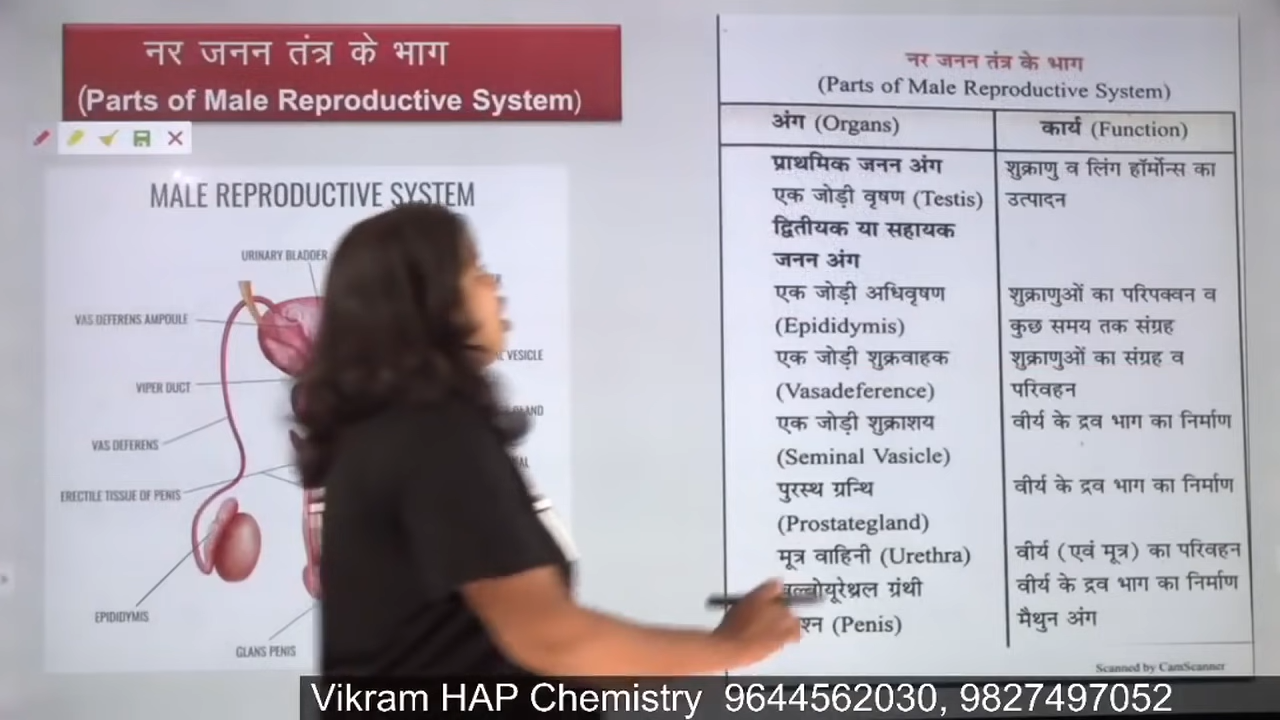 नर जनन तंत्र के भाग
(Parts of Male Reproductive System)
MALE REPRODUCTIVE SYSTEM
URINARY BLADDER
VAS DEFERENS AMPOULE
VIPER DUCT
VAS DEFERENS
ERECTILE TISSUE OF PENIS
EPIDIDYMIS
GLANS PENIS
VESICLE
नर जनन तंत्र के भाग
(Parts of Male Reproductive System)
अंग (Organs) कार्य (Function)
प्राथमिक जनन अंग शुक्राणु व लिंग हॉर्मोन्स का
एक जोड़ी वृषण (Testis) उत्पादन
द्वितीयक या सहायक
जनन अंग
एक जोड़ी अधिवृषण शुक्राणुओं का परिपक्वन व
(Epididymis) कुछ समय तक संग्रह
एक जोड़ी शुक्रवाहक शुक्राणुओं का संग्रह व
(Vasadeference) परिवहन
एक जोड़ी शुक्राशय वीर्य के द्रव भाग का निर्माण
(Seminal Vasicle)
पुरस्थ ग्रन्थि वीर्य के द्रव भाग का निर्माण
(Prostategland)
मूत्र वाहिनी (Urethra) वीर्य (एवं मूत्र) का परिवहन
ग्रंथी वीर्य के द्रव भाग का निर्माण
(Penis) मैथुन अंग
Scanned by CamScanner
Vikram HAP Chemistry 9644562030, 9827497052